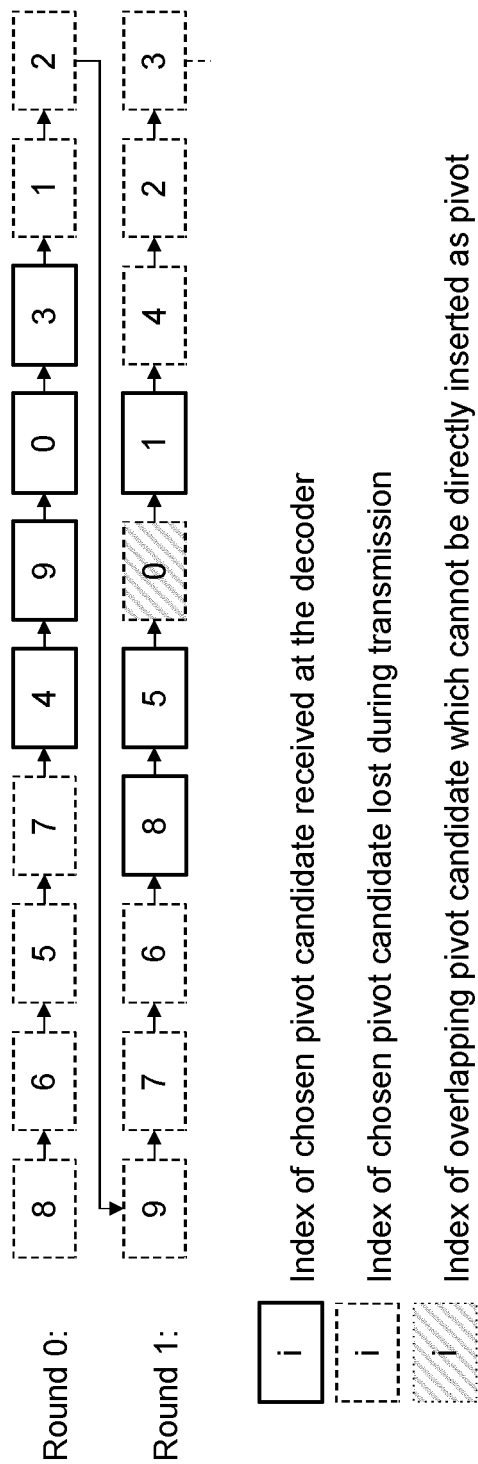 Round 0: 8 6 5 7 4 9 0 3 1 2
Round 1: 9 7 6 8 5 0 1 4 2 3
i Index of chosen pivot candidate received at the decoder
i Index of chosen pivot candidate lost during transmission
i Index of overlapping pivot candidate which cannot be directly inserted as pivot